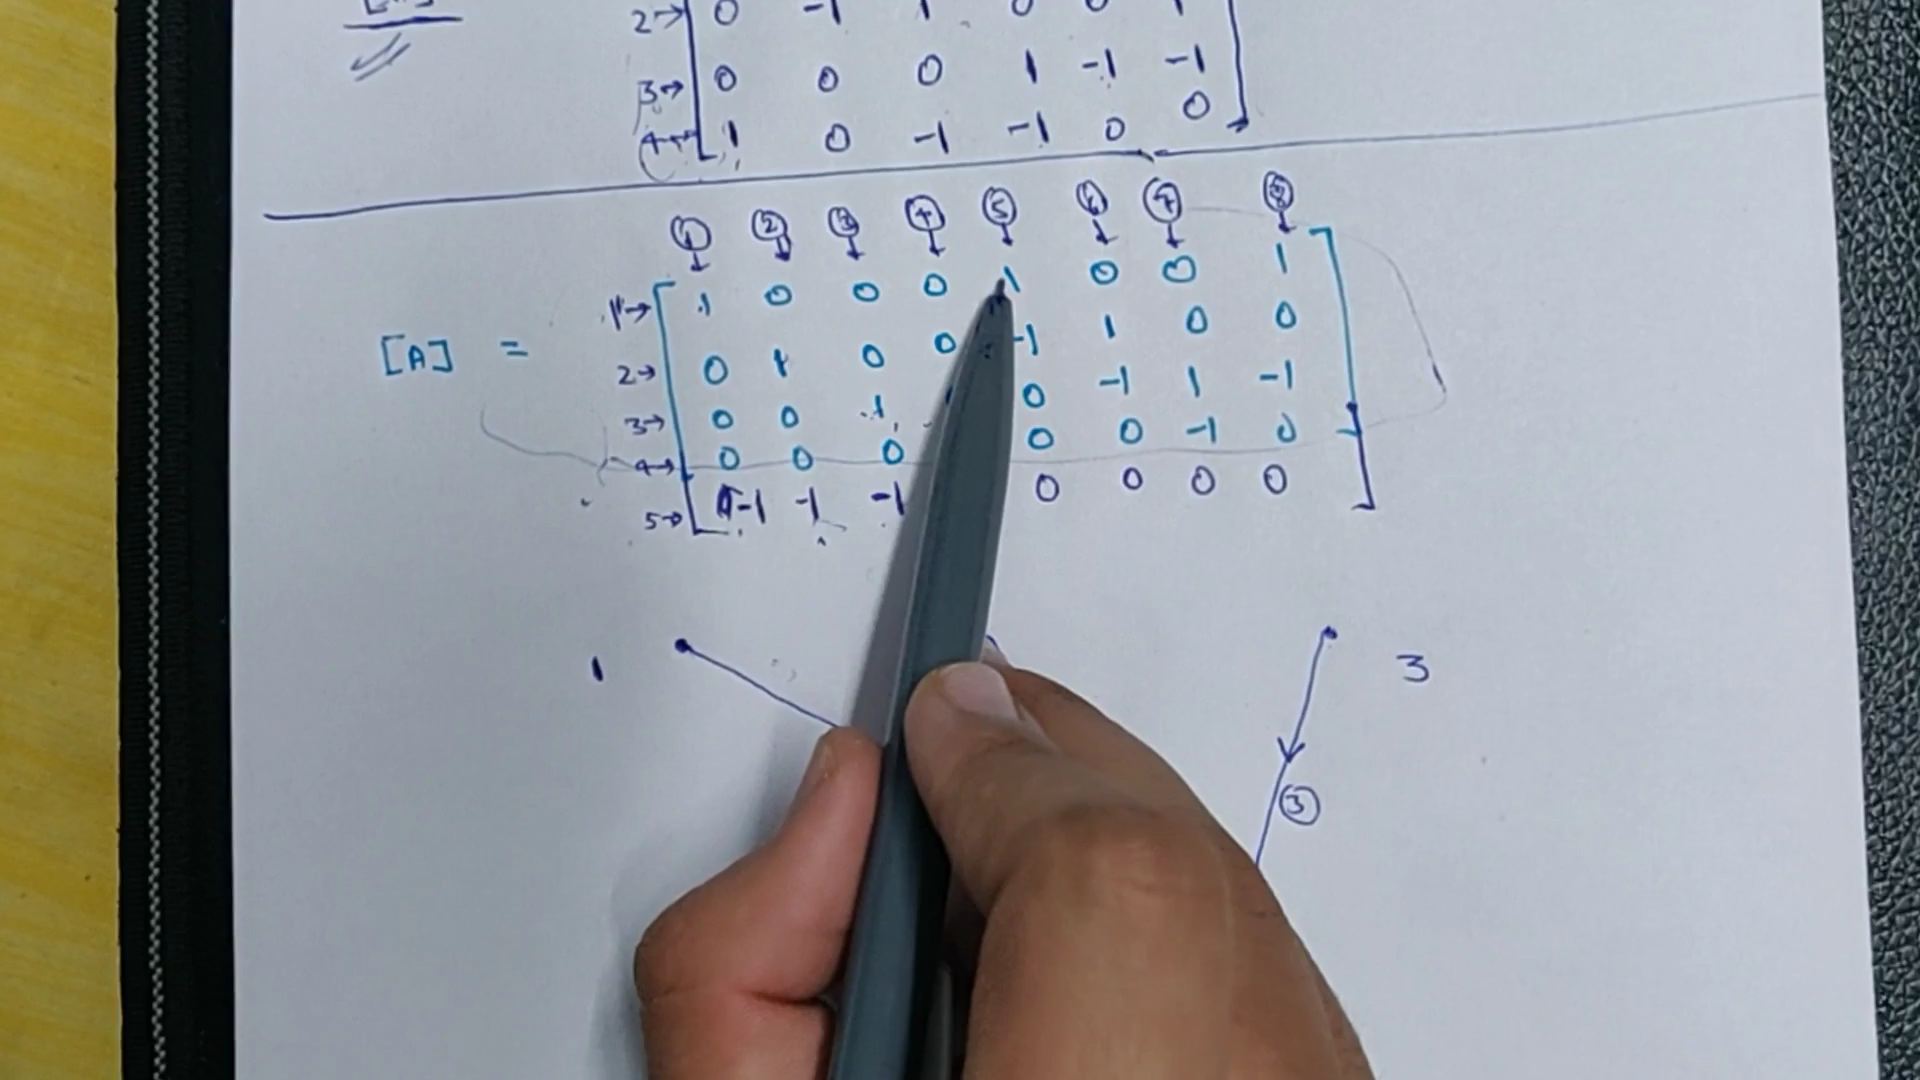 2→ 0 -1 1 0 0 1
3→ 0 0 0 1 -1 -1
4→ 1 0 -1 -1 0 0
① ② ③ ④ ⑤ ⑥ ⑦ ⑧
1→ 1 0 0 0 1 0 0 1
[A] =
2→ 0 1 0 0 -1 1 0 0
3→ 0 0 1 0 -1 1 -1
4→ 0 0 0 0 0 -1 0
5→ -1 -1 -1 0 0 0 0
1 3
③